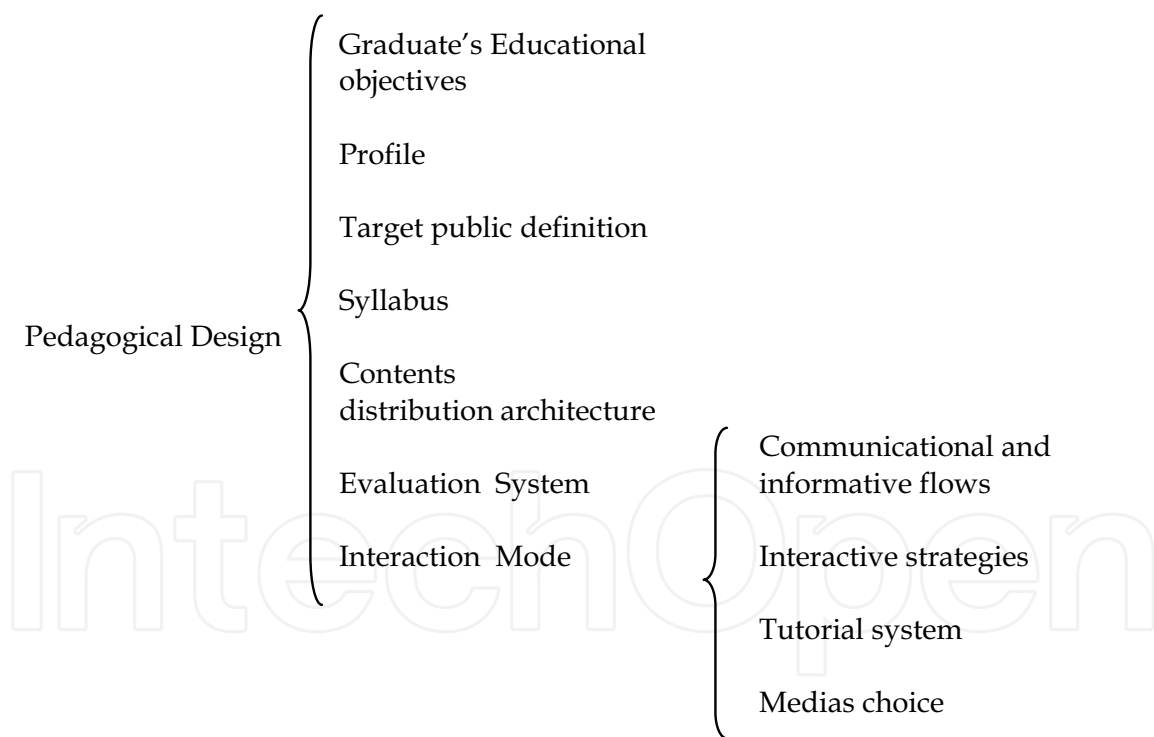 Graduate’s Educational
objectives
Profile
Target public definition
Syllabus
Pedagogical Design
Contents
distribution architecture
Evaluation System
Interaction Mode
Communicational and
informative flows
Interactive strategies
Tutorial system
Medias choice
IntechOpen